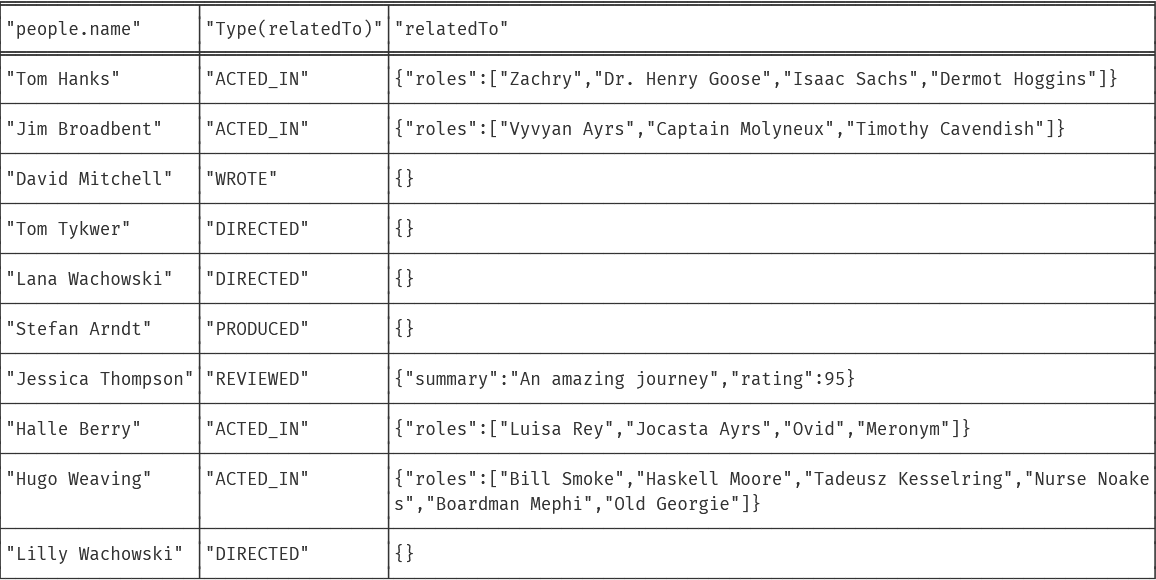 "people.name" "Type(relatedTo)" "relatedTo"
"Tom Hanks" "ACTED_IN" {"roles":["Zachry","Dr. Henry Goose","Isaac Sachs","Dermot Hoggins"]}
"Jim Broadbent" "ACTED_IN" {"roles":["Vyvyan Ayrs","Captain Molyneux","Timothy Cavendish"]}
"David Mitchell" "WROTE" {}
"Tom Tykwer" "DIRECTED" {}
"Lana Wachowski" "DIRECTED" {}
"Stefan Arndt" "PRODUCED" {}
"Jessica Thompson" "REVIEWED" {"summary":"An amazing journey","rating":95}
"Halle Berry" "ACTED_IN" {"roles":["Luisa Rey","Jocasta Ayrs","Ovid","Meronym"]}
"Hugo Weaving" "ACTED_IN" {"roles":["Bill Smoke","Haskell Moore","Tadeusz Kesselring","Nurse Noake
s","Boardman Mephi","Old Georgie"]}
"Lilly Wachowski" "DIRECTED" {}